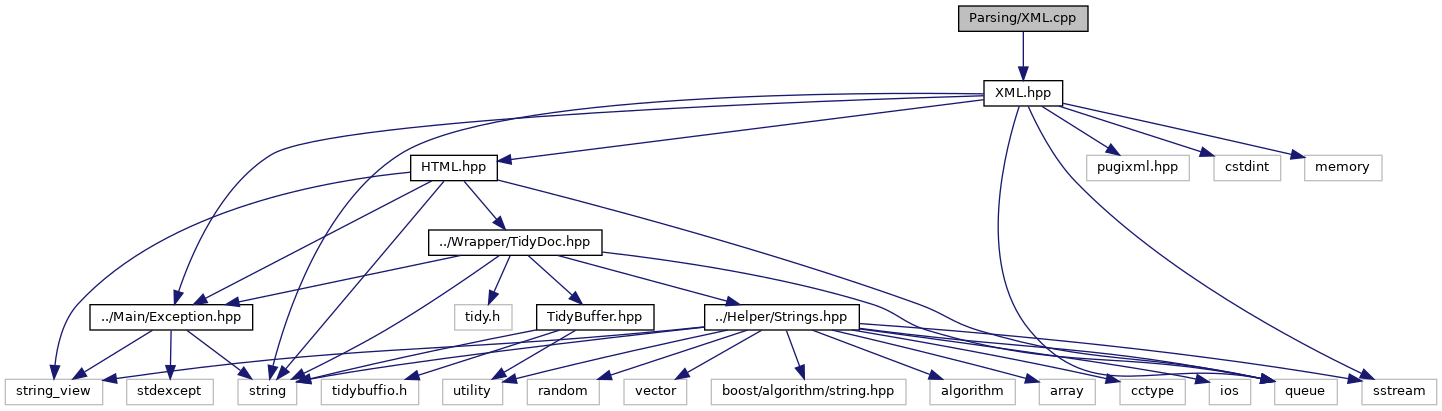 Parsing/XML.cpp
XML.hpp
HTML.hpp
pugixml.hpp
cstdint
memory
../Wrapper/TidyDoc.hpp
../Main/Exception.hpp
tidy.h
TidyBuffer.hpp
../Helper/Strings.hpp
string_view
stdexcept
string
tidybuffio.h
utility
random
vector
boost/algorithm/string.hpp
algorithm
array
cctype
ios
queue
sstream